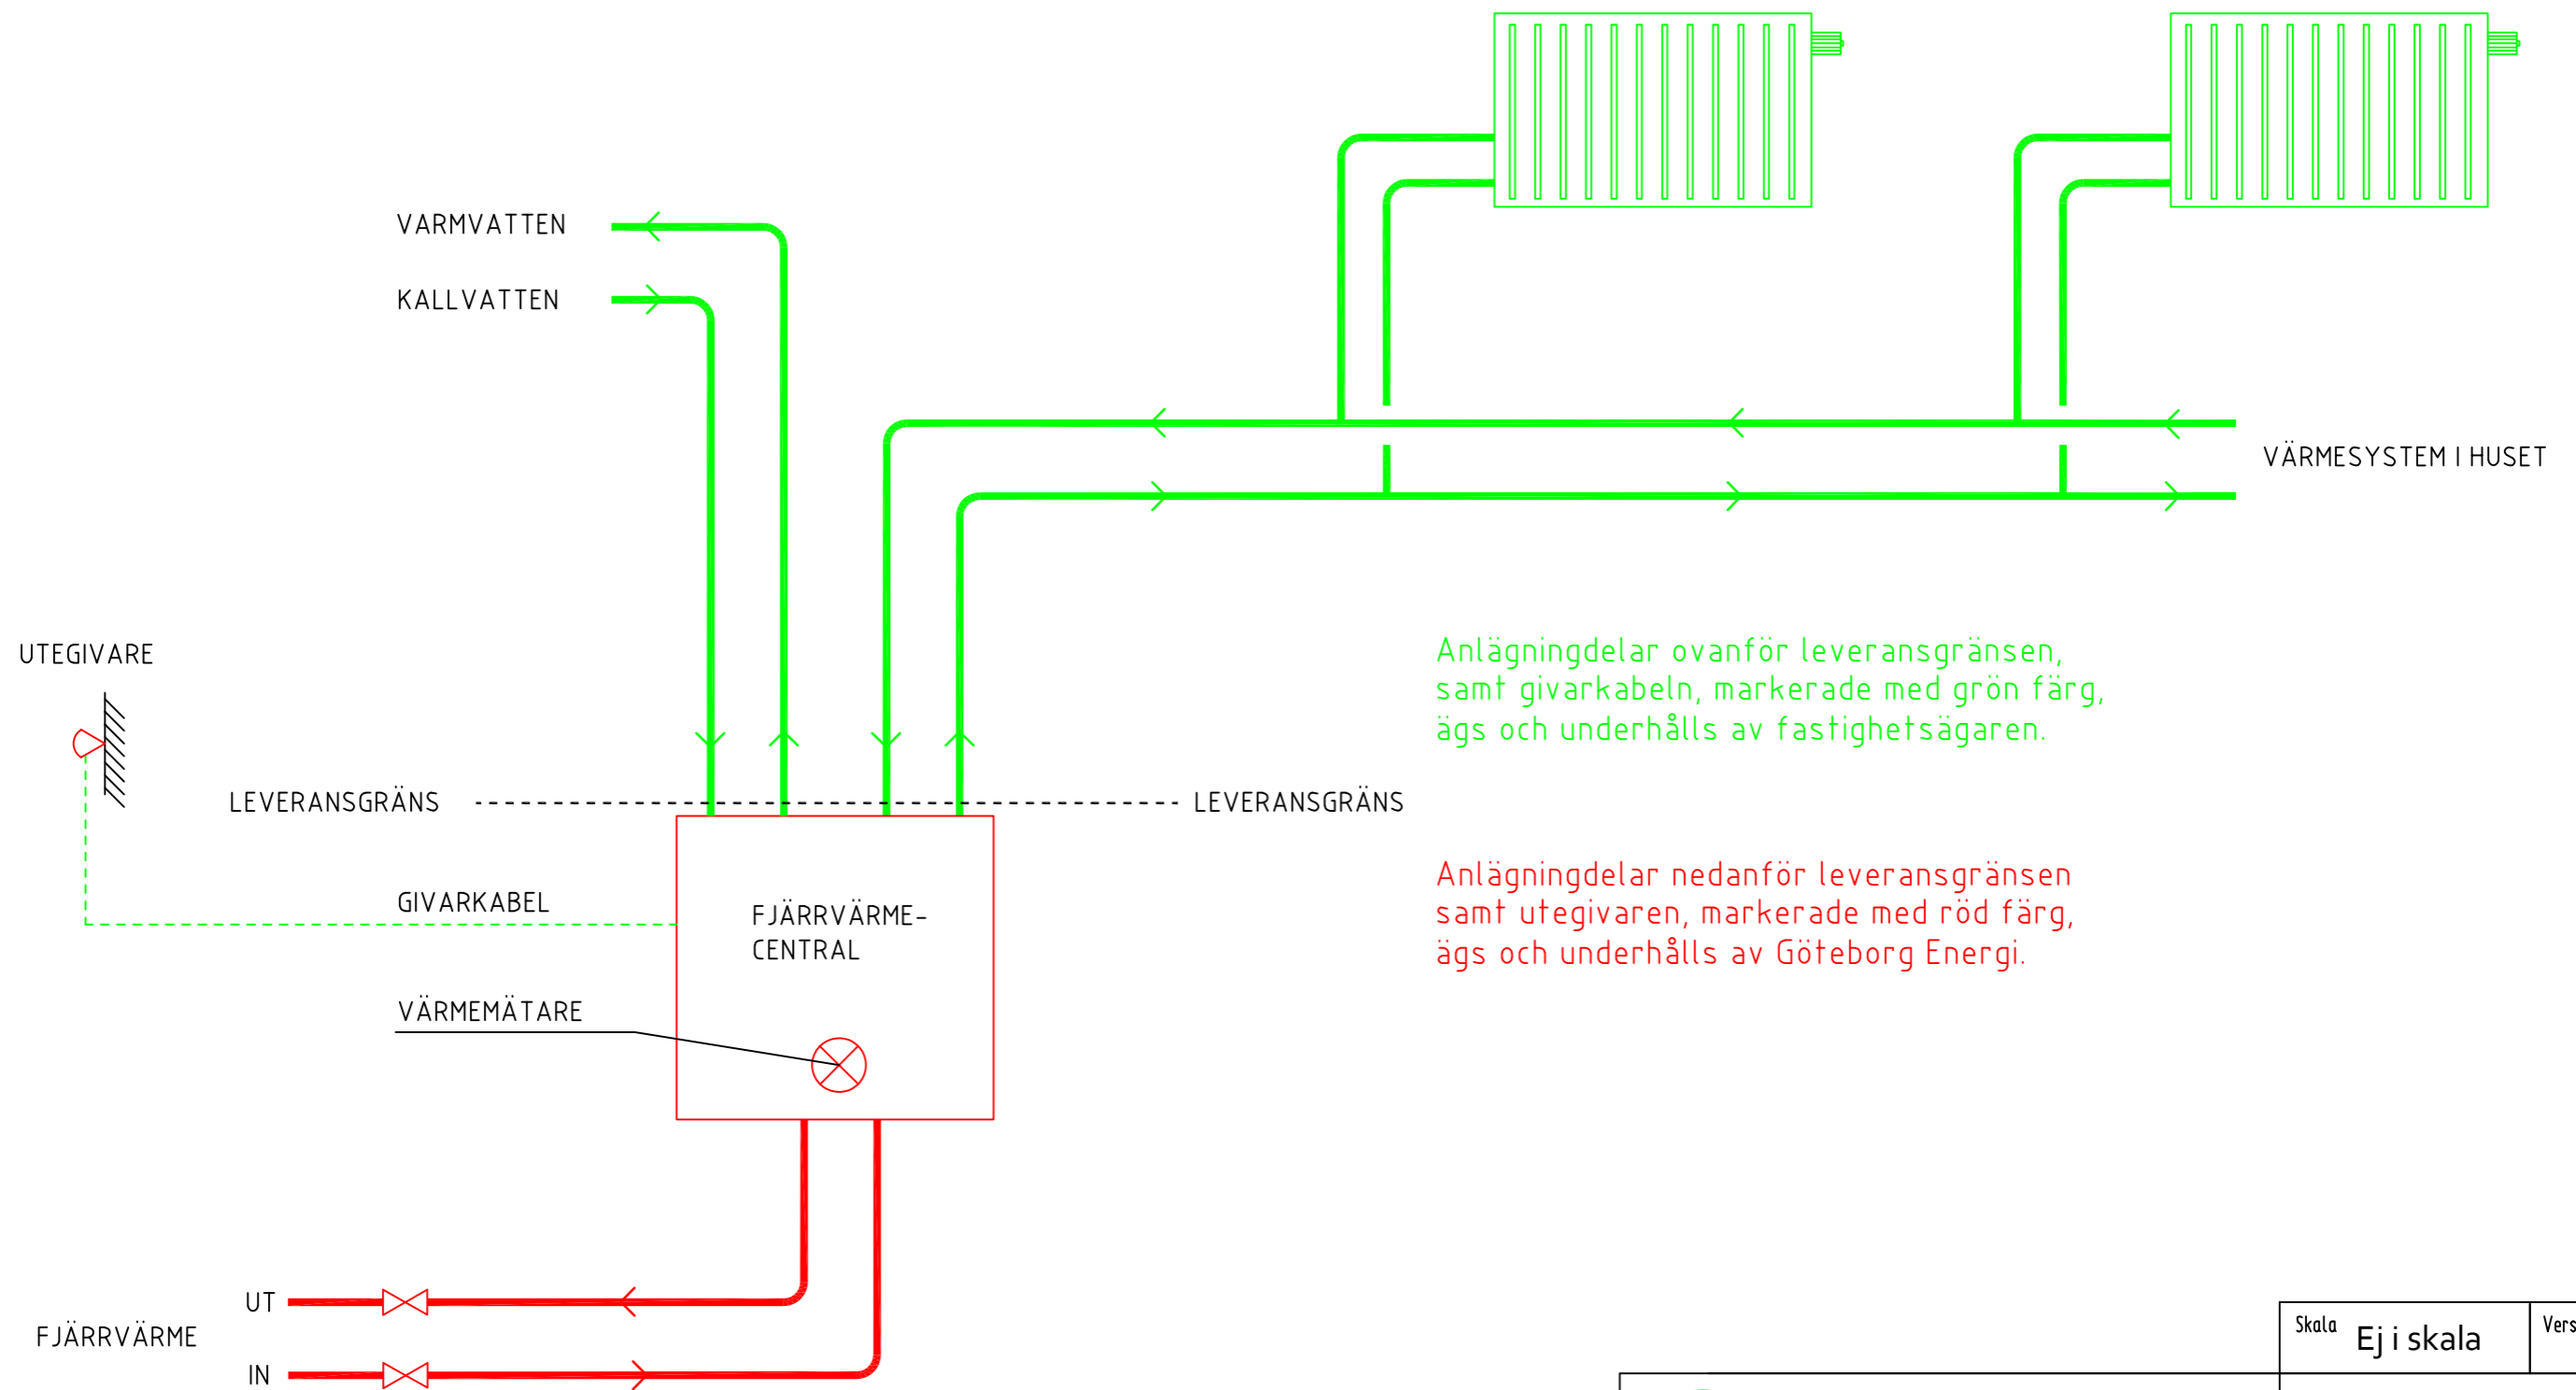 VARMVATTEN
KALLVATTEN
VÄRMESYSTEM I HUSET
UTEGIVARE
Anlägningdelar ovanför leveransgränsen,
samt givarkabeln, markerade med grön färg,
ägs och underhålls av fastighetsägaren.
LEVERANSGRÄNS
LEVERANSGRÄNS
Anlägningdelar nedanför leveransgränsen
samt utegivaren, markerade med röd färg,
ägs och underhålls av Göteborg Energi.
GIVARKABEL
FJÄRRVÄRME-
CENTRAL
VÄRMEMÄTARE
UT
FJÄRRVÄRME
IN
Skala Ej i skala
Vers